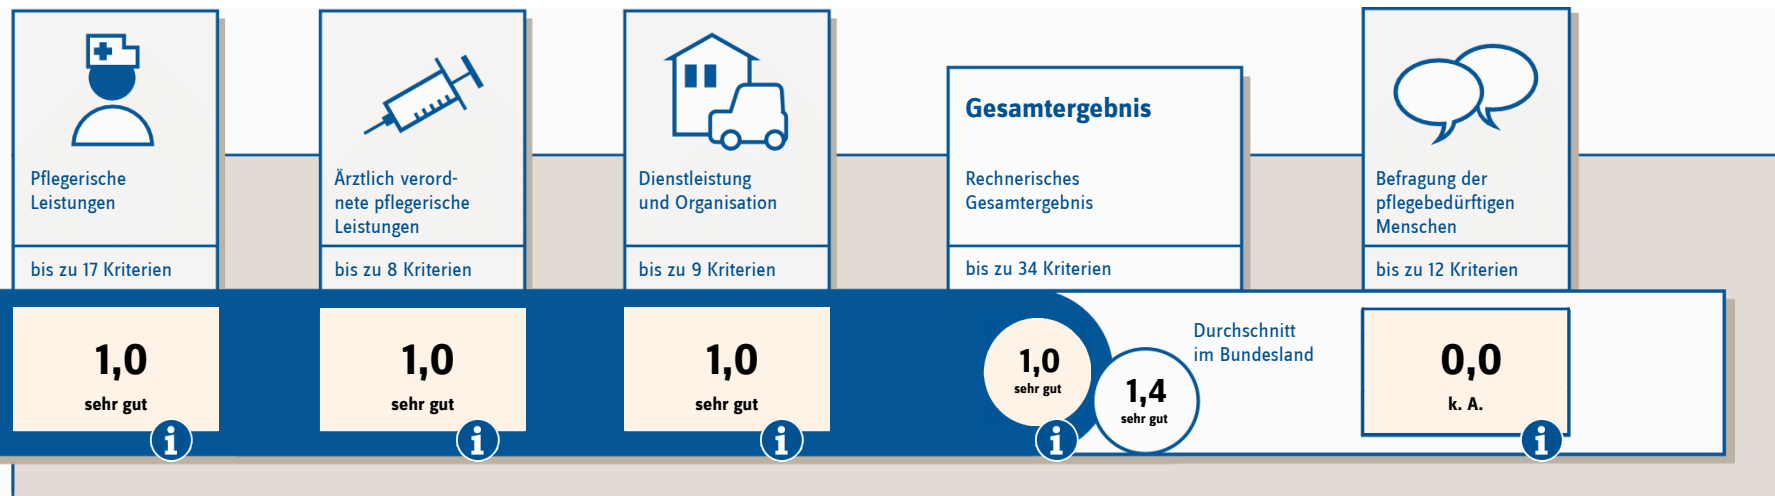 Pflegerische
Leistungen
bis zu 17 Kriterien
1,0
sehr gut
i
Ärztlich verord-
nete pflegerische
Leistungen
bis zu 8 Kriterien
1,0
sehr gut
i
Dienstleistung
und Organisation
bis zu 9 Kriterien
1,0
sehr gut
i
Gesamtergebnis
Rechnerisches
Gesamtergebnis
bis zu 34 Kriterien
1,0
sehr gut
i
1,4
sehr gut
Durchschnitt
im Bundesland
Befragung der
pflegebedürftigen
Menschen
bis zu 12 Kriterien
0,0
k. A.
i